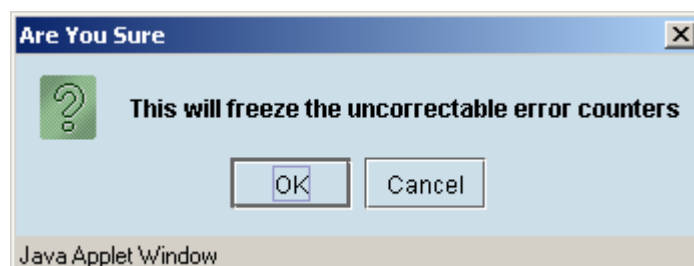 Are You Sure
This will freeze the uncorrectable error counters
OK
Cancel
Java Applet Window